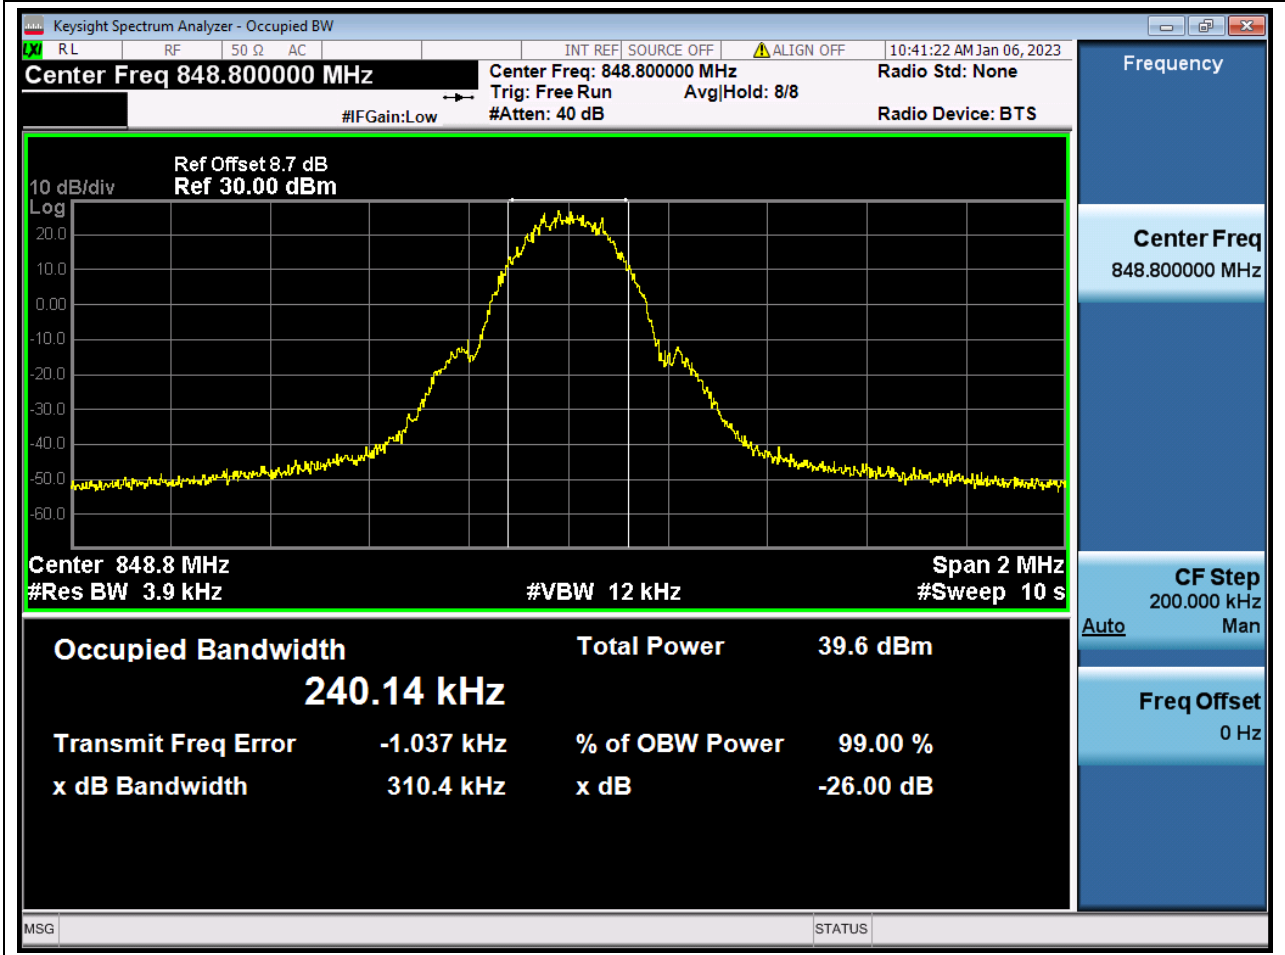 Keysight Spectrum Analyzer - Occupied BW
LXI RL RF 50 Ω AC INT REF SOURCE OFF ALIGN OFF 10:41:22 AM Jan 06, 2023
Center Freq 848.800000 MHz
Center Freq: 848.800000 MHz
Radio Std: None
Trig: Free Run Avg|Hold: 8/8
#IFGain:Low #Atten: 40 dB
Radio Device: BTS
Ref Offset 8.7 dB
10 dB/div Ref 30.00 dBm
Log
20.0
10.0
0.00
-10.0
-20.0
-30.0
-40.0
-50.0
-60.0
Center 848.8 MHz Span 2 MHz
#Res BW 3.9 kHz #VBW 12 kHz #Sweep 10 s
Occupied Bandwidth Total Power 39.6 dBm
240.14 kHz
Transmit Freq Error -1.037 kHz % of OBW Power 99.00 %
x dB Bandwidth 310.4 kHz x dB -26.00 dB
MSG STATUS
Frequency
Center Freq
848.800000 MHz
CF Step
200.000 kHz
Auto Man
Freq Offset
0 Hz